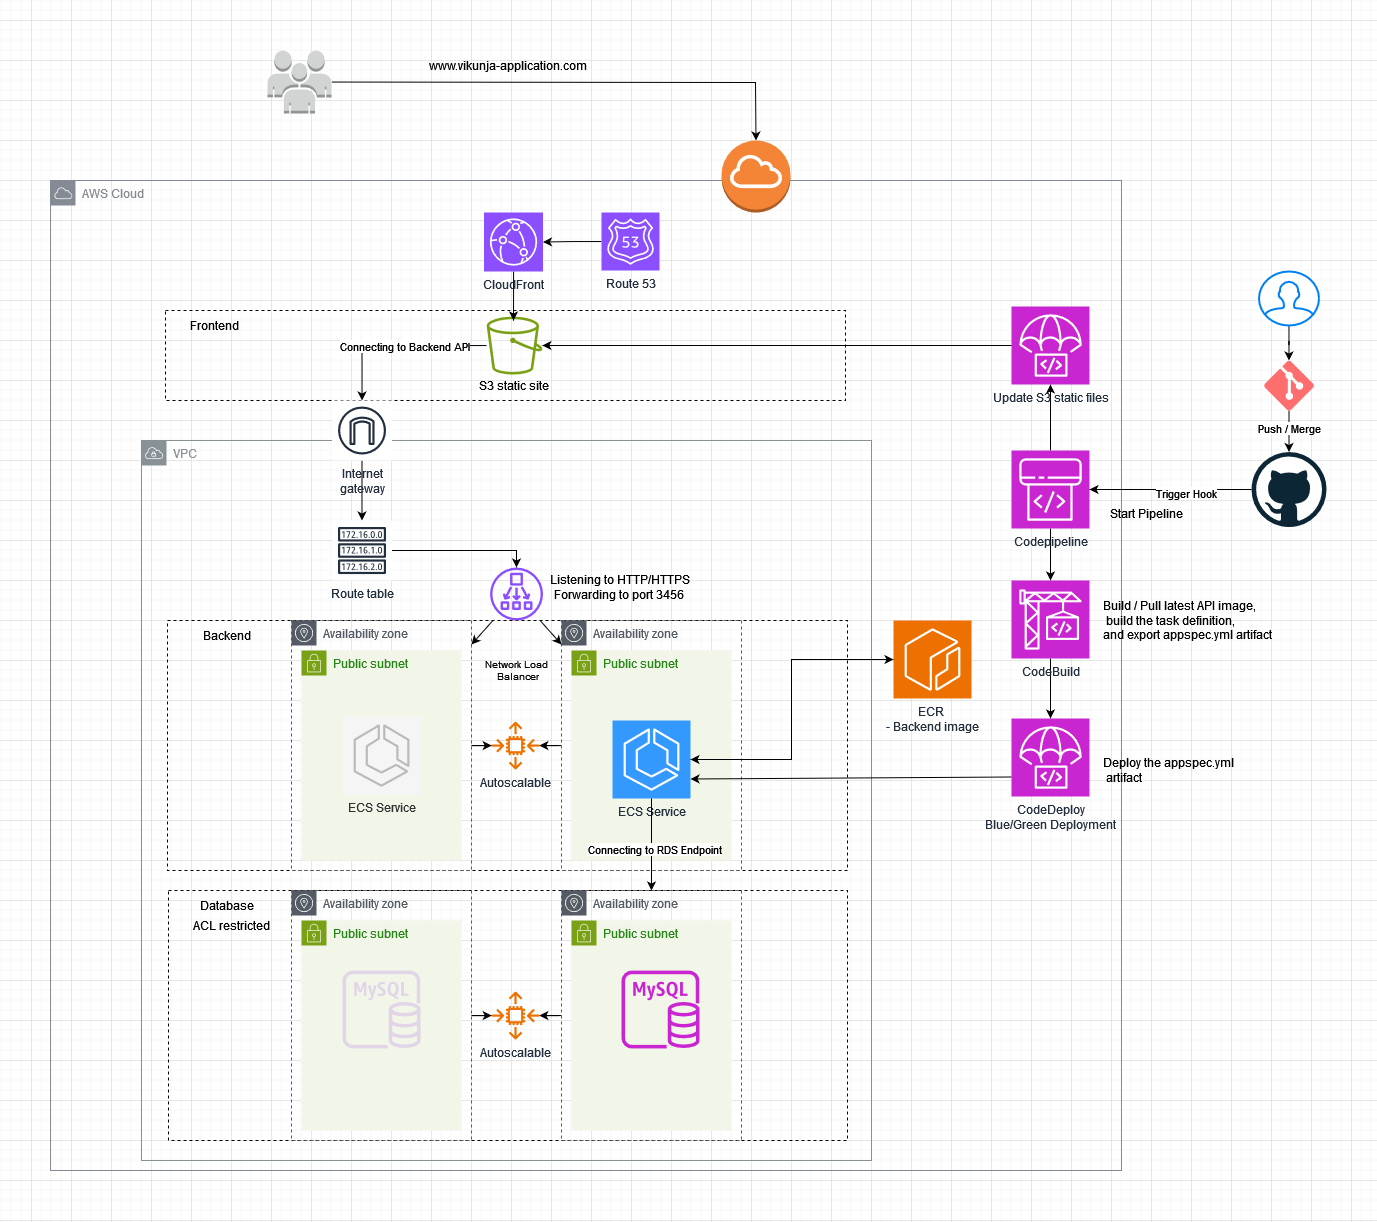 www.vikunja-application.com
AWS Cloud
53
CloudFront
Route 53
Frontend
Connecting to Backend API
S3 static site
</>
Update S3 static files
Push / Merge
VPC
Internet
gateway
</>
Trigger Hook
Start Pipeline
Codepipeline
172.16.0.0
172.16.1.0
172.16.2.0
Route table
Listening to HTTP/HTTPS
Forwarding to port 3456
</>
Build / Pull latest API image,
build the task definition,
and export appspec.yml artifact
CodeBuild
Backend
Availability zone
Availability zone
Public subnet
Network Load
Balancer
Public subnet
ECR
- Backend image
Autoscalable
ECS Service
ECS Service
</>
Deploy the appspec.yml
artifact
CodeDeploy
Blue/Green Deployment
Connecting to RDS Endpoint
Database
ACL restricted
Availability zone
Availability zone
Public subnet
Public subnet
MySQL
MySQL
Autoscalable